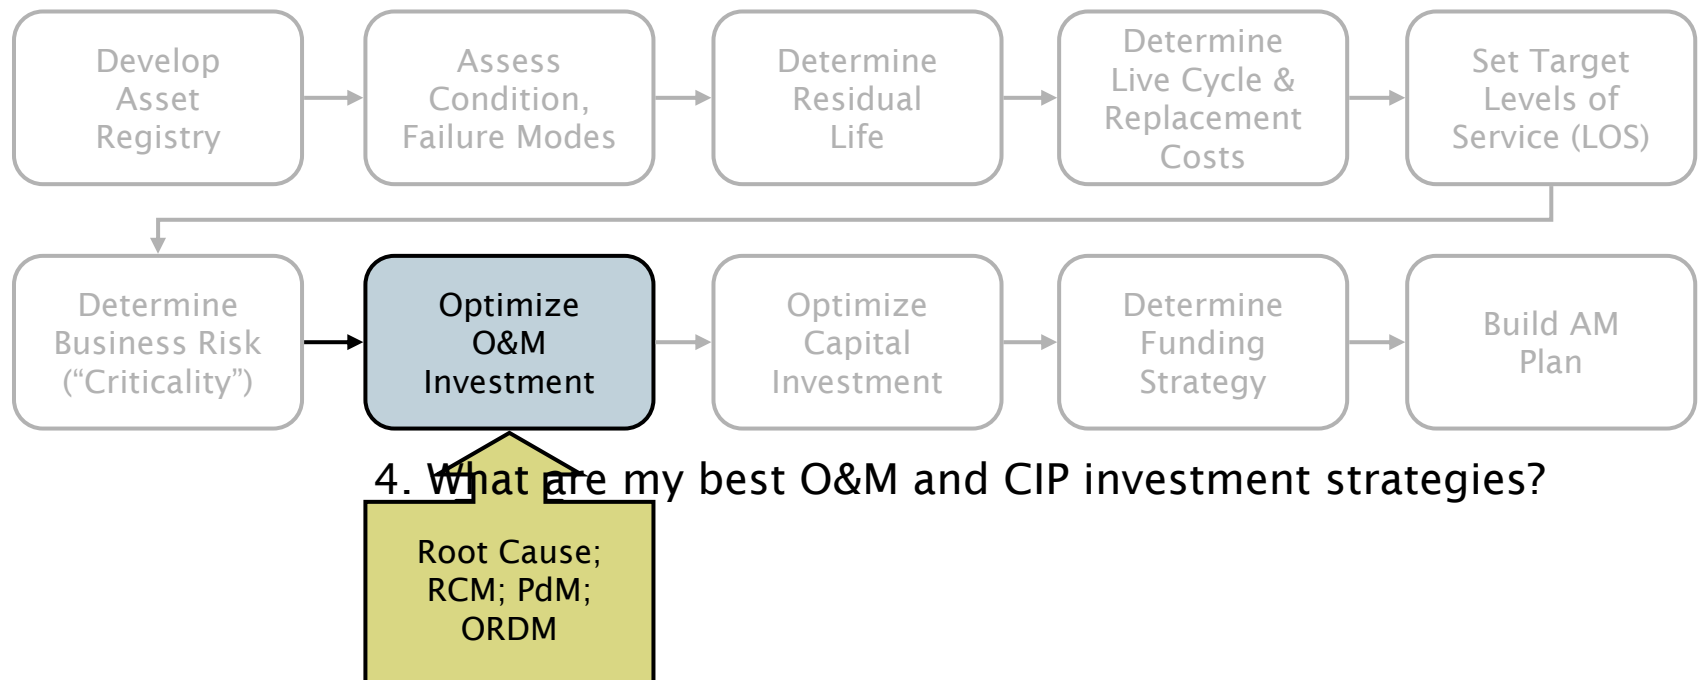 Develop
Asset
Registry
Assess
Condition,
Failure Modes
Determine
Residual
Life
Determine
Live Cycle &
Replacement
Costs
Set Target
Levels of
Service (LOS)
Determine
Business Risk
(“Criticality”)
Optimize
O&M
Investment
Optimize
Capital
Investment
Determine
Funding
Strategy
Build AM
Plan
4. What are my best O&M and CIP investment strategies?
Root Cause;
RCM; PdM;
ORDM